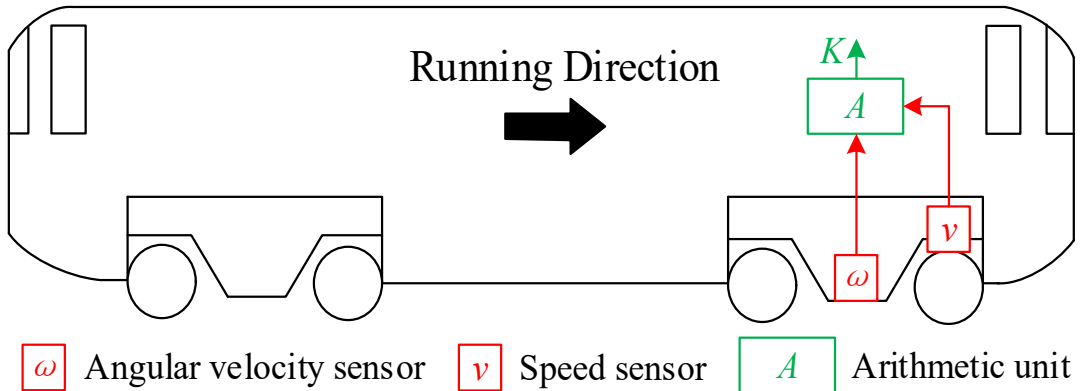 Running Direction
K
A
v
ω
ω Angular velocity sensor v Speed sensor A Arithmetic unit